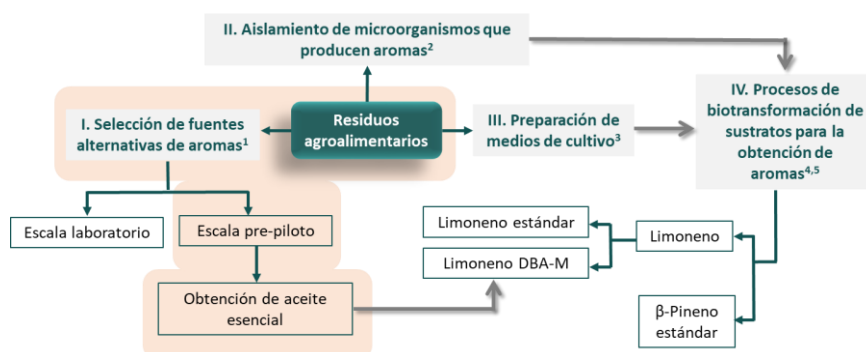 II. Aislamiento de microorganismos que
producen aromas²
Residuos
agroalimentarios
I. Selección de fuentes
alternativas de aromas¹
III. Preparación de
medios de cultivo³
IV. Procesos de
biotransformación de
sustratos para la
obtención de
aromas⁴,⁵
Escala laboratorio
Escala pre-piloto
Obtención de aceite
esencial
Limoneno estándar
Limoneno DBA-M
Limoneno
β-Pineno
estándar